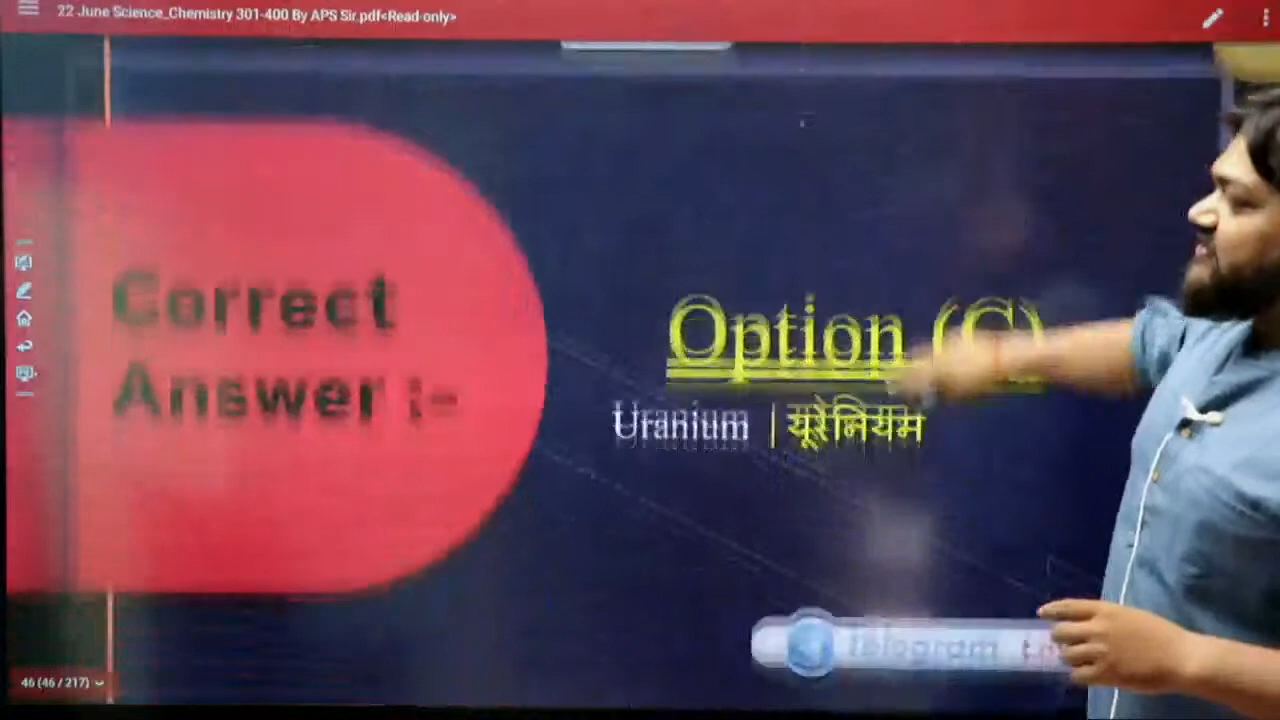 22 June Science_Chemistry 301-400 By APS Sir.pdf<Read-only>
Correct
Answer :-
Option (C)
Uranium | यूरेनियम
Telegram
46 (46 / 217)